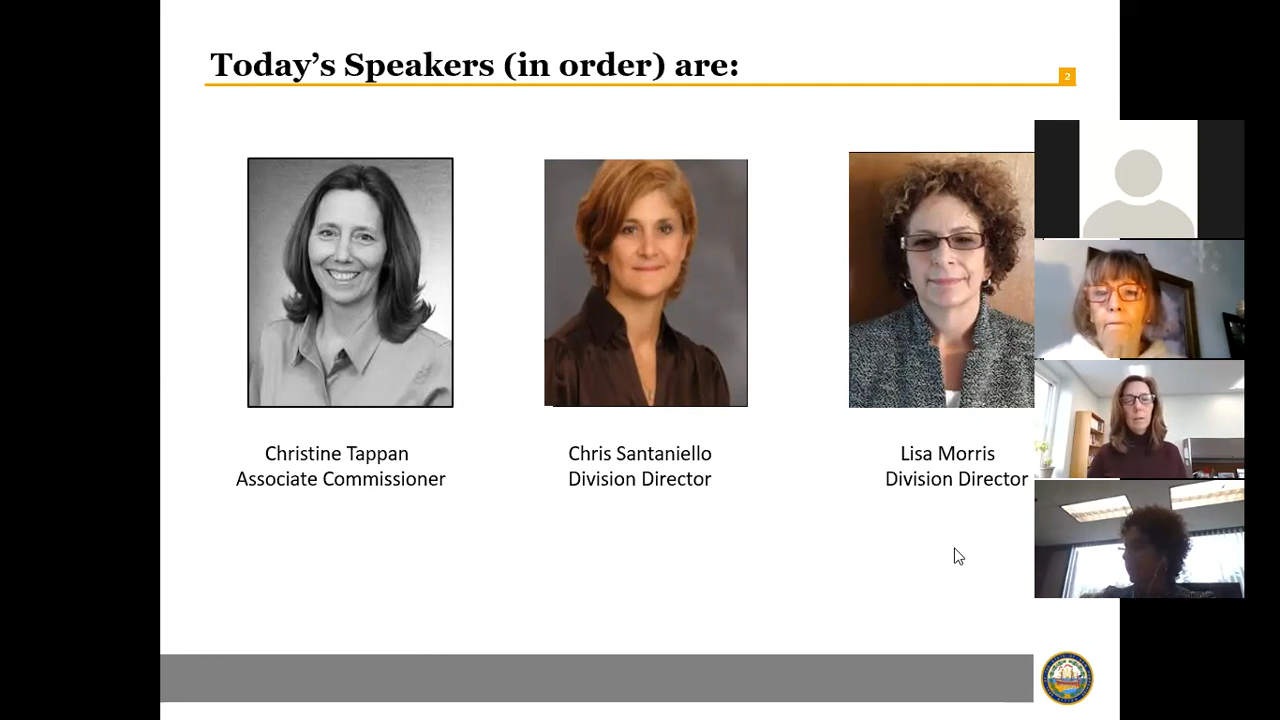 Today's Speakers (in order) are:
2
Christine Tappan
Associate Commissioner
Chris Santaniello
Division Director
Lisa Morris
Division Director